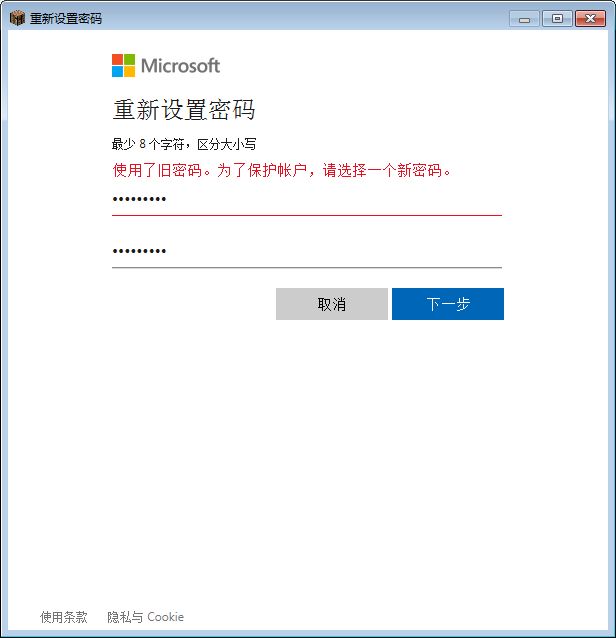 重新设置密码
Microsoft
重新设置密码
最少 8 个字符，区分大小写
使用了旧密码。为了保护帐户，请选择一个新密码。
取消
下一步
使用条款
隐私与 Cookie